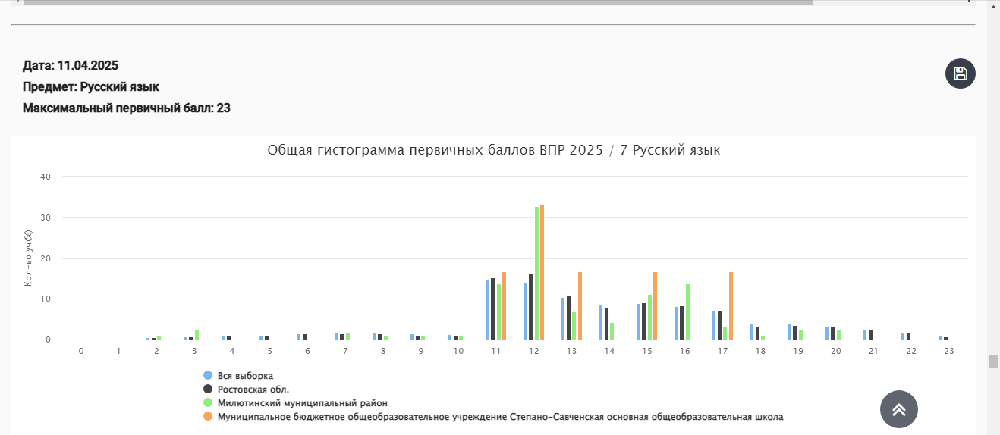 Дата: 11.04.2025
Предмет: Русский язык
Максимальный первичный балл: 23
Общая гистограмма первичных баллов ВПР 2025 / 7 Русский язык
Кол-во уч(%)
40
30
20
10
0
0 1 2 3 4 5 6 7 8 9 10 11 12 13 14 15 16 17 18 19 20 21 22 23
Вся выборка
Ростовская обл.
Милютинский муниципальный район
Муниципальное бюджетное общеобразовательное учреждение Степано-Савченская основная общеобразовательная школа